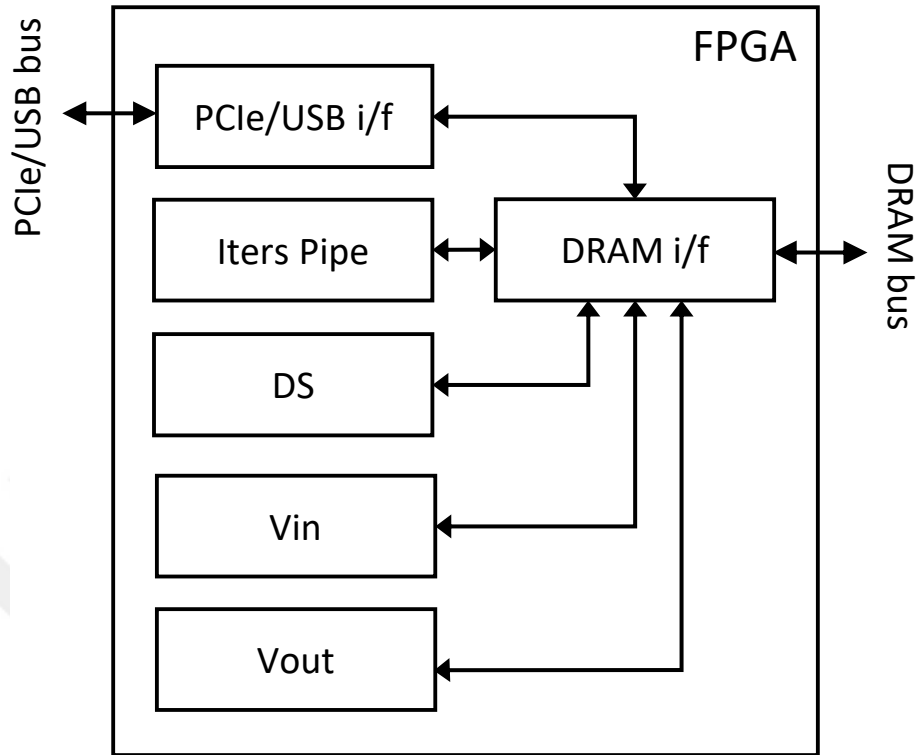 FPGA
PCIe/USB bus
PCIe/USB i/f
Iters Pipe
DRAM i/f
DRAM bus
DS
Vin
Vout